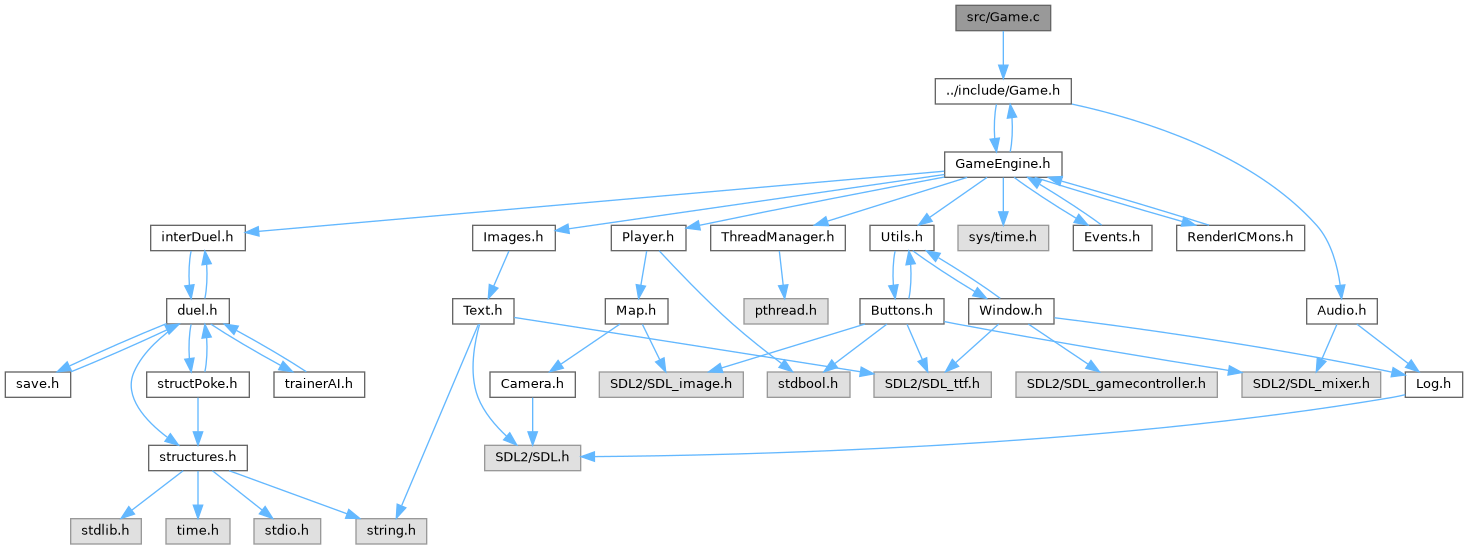 src/Game.c
../include/Game.h
GameEngine.h
interDuel.h
Images.h
Player.h
ThreadManager.h
Utils.h
sys/time.h
Events.h
RenderICMons.h
duel.h
Text.h
Map.h
pthread.h
Buttons.h
Window.h
Audio.h
save.h
structPoke.h
trainerAI.h
Camera.h
SDL2/SDL_image.h
stdbool.h
SDL2/SDL_ttf.h
SDL2/SDL_gamecontroller.h
SDL2/SDL_mixer.h
Log.h
structures.h
SDL2/SDL.h
stdlib.h
time.h
stdio.h
string.h